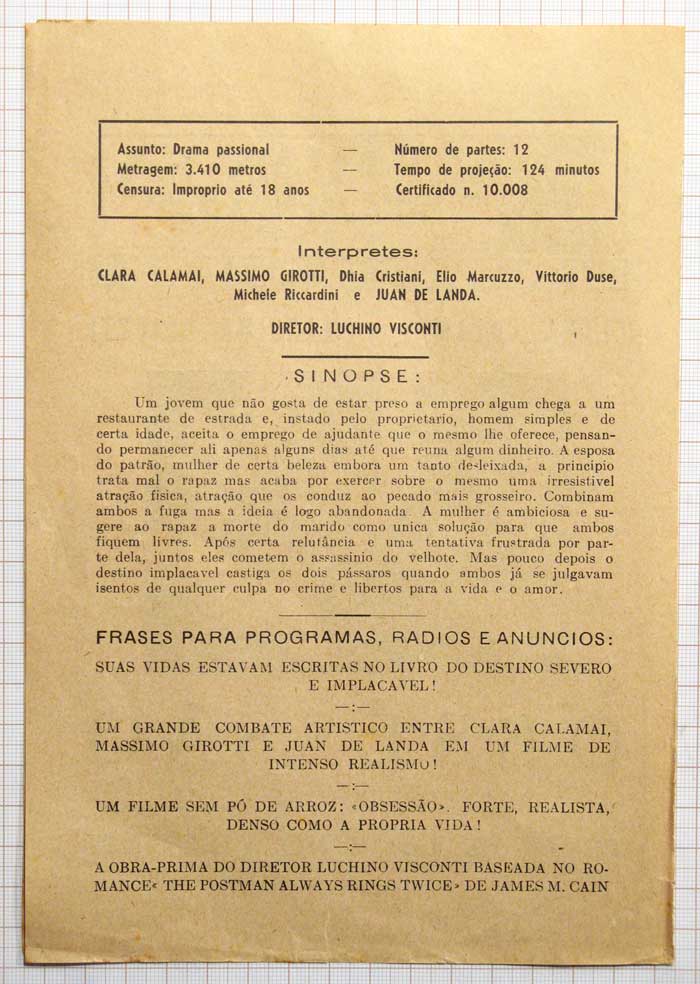 Assunto: Drama passional — Número de partes: 12
Metragem: 3.410 metros — Tempo de projeção: 124 minutos
Censura: Improprio até 18 anos — Certificado n. 10.008
Interpretes:
CLARA CALAMAI, MASSIMO GIROTTI, Dhia Cristiani, Elio Marcuzzo, Vittorio Duse,
Michele Riccardini e JUAN DE LANDA.
DIRETOR: LUCHINO VISCONTI
SINOPSE:
Um jovem que não gosta de estar preso a emprego algum chega a um
restaurante de estrada e, instado pelo proprietario, homem simples e de
certa idade, aceita o emprego de ajudante que o mesmo lhe oferece, pensan-
do permanecer ali apenas alguns dias até que reuna algum dinheiro. A esposa
do patrão, mulher de certa beleza embora um tanto desleixada, a principio
trata mal o rapaz mas acaba por exercer sobre o mesmo uma irresistivel
atração fisica, atração que os conduz ao pecado mais grosseiro. Combinam
ambos a fuga mas a ideia é logo abandonada. A mulher é ambiciosa e su-
gere ao rapaz a morte do marido como unica solução para que ambos
fiquem livres. Após certa relutância e uma tentativa frustrada por par-
te dela, juntos eles cometem o assassinio do velhote. Mas pouco depois o
destino implacavel castiga os dois pássaros quando ambos já se julgavam
isentos de qualquer culpa no crime e libertos para a vida e o amor.
FRASES PARA PROGRAMAS, RADIOS E ANUNCIOS:
SUAS VIDAS ESTAVAM ESCRITAS NO LIVRO DO DESTINO SEVERO
E IMPLACAVEL!
—:—
UM GRANDE COMBATE ARTISTICO ENTRE CLARA CALAMAI,
MASSIMO GIROTTI E JUAN DE LANDA EM UM FILME DE
INTENSO REALISMO!
—:—
UM FILME SEM PÓ DE ARROZ: «OBSESSÃO». FORTE, REALISTA,
DENSO COMO A PROPRIA VIDA!
—:—
A OBRA-PRIMA DO DIRETOR LUCHINO VISCONTI BASEADA NO RO-
MANCE« THE POSTMAN ALWAYS RINGS TWICE» DE JAMES M. CAIN